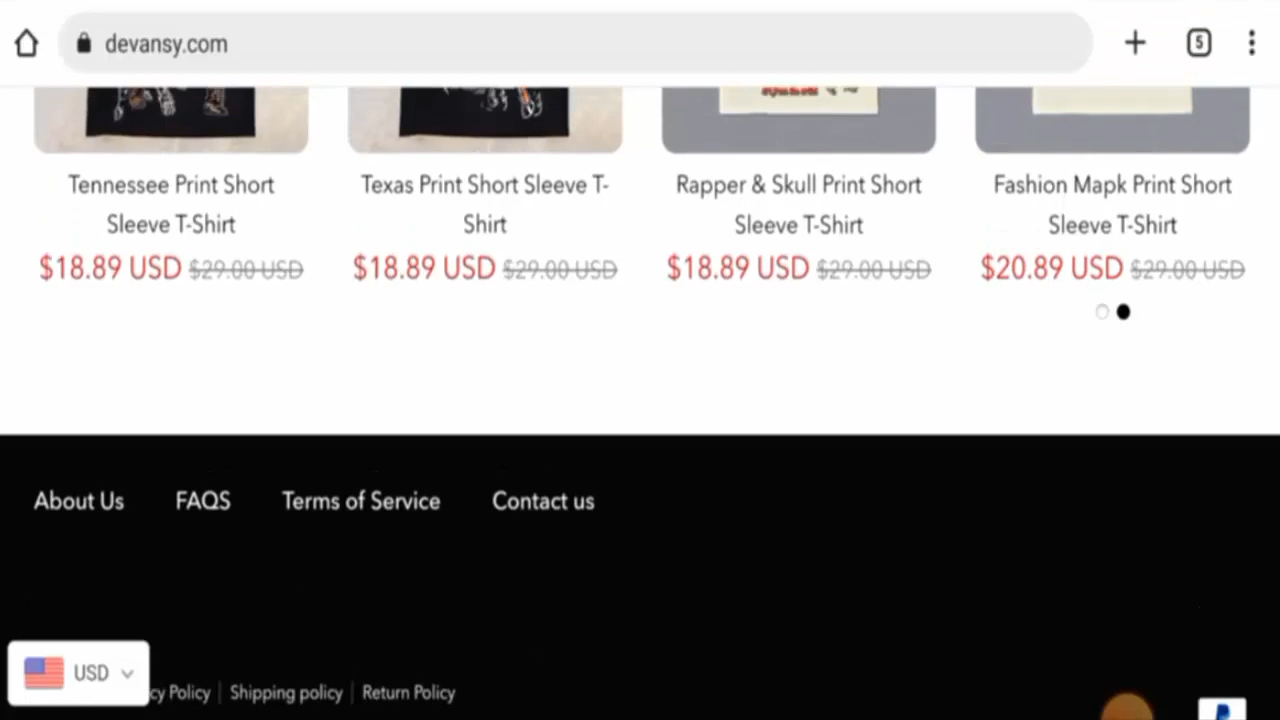 devansy.com
5
Tennessee Print Short
Sleeve T-Shirt
$18.89 USD $29.00 USD
Texas Print Short Sleeve T-
Shirt
$18.89 USD $29.00 USD
Rapper & Skull Print Short
Sleeve T-Shirt
$18.89 USD $29.00 USD
Fashion Mapk Print Short
Sleeve T-Shirt
$20.89 USD $29.00 USD
About Us FAQS Terms of Service Contact us
USD
cy Policy Shipping policy Return Policy